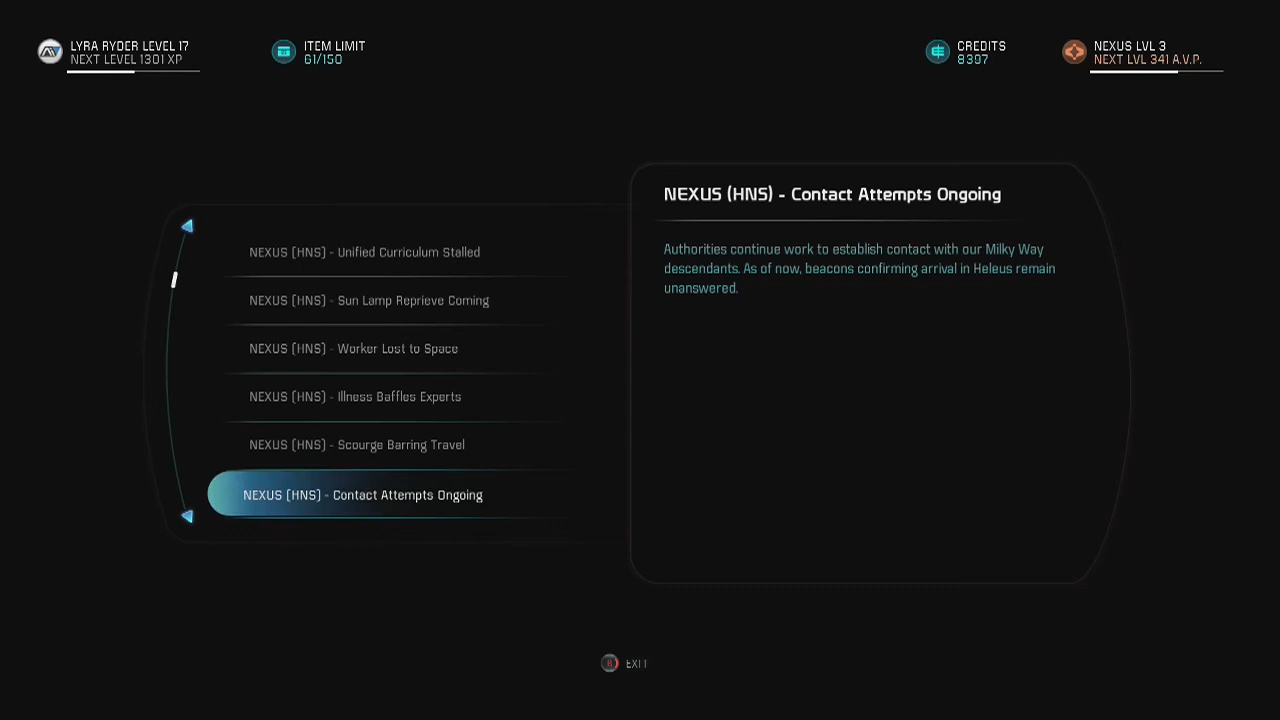 LYRA RYDER LEVEL 17
NEXT LEVEL 1301 XP
ITEM LIMIT
61/150
CREDITS
8397
NEXUS LVL 3
NEXT LVL 341 A.V.P.
NEXUS (HNS) - Unified Curriculum Stalled
NEXUS (HNS) - Sun Lamp Reprieve Coming
NEXUS (HNS) - Worker Lost to Space
NEXUS (HNS) - Illness Baffles Experts
NEXUS (HNS) - Scourge Barring Travel
NEXUS (HNS) - Contact Attempts Ongoing
NEXUS (HNS) - Contact Attempts Ongoing
Authorities continue work to establish contact with our Milky Way
descendants. As of now, beacons confirming arrival in Heleus remain
unanswered.
B EXIT